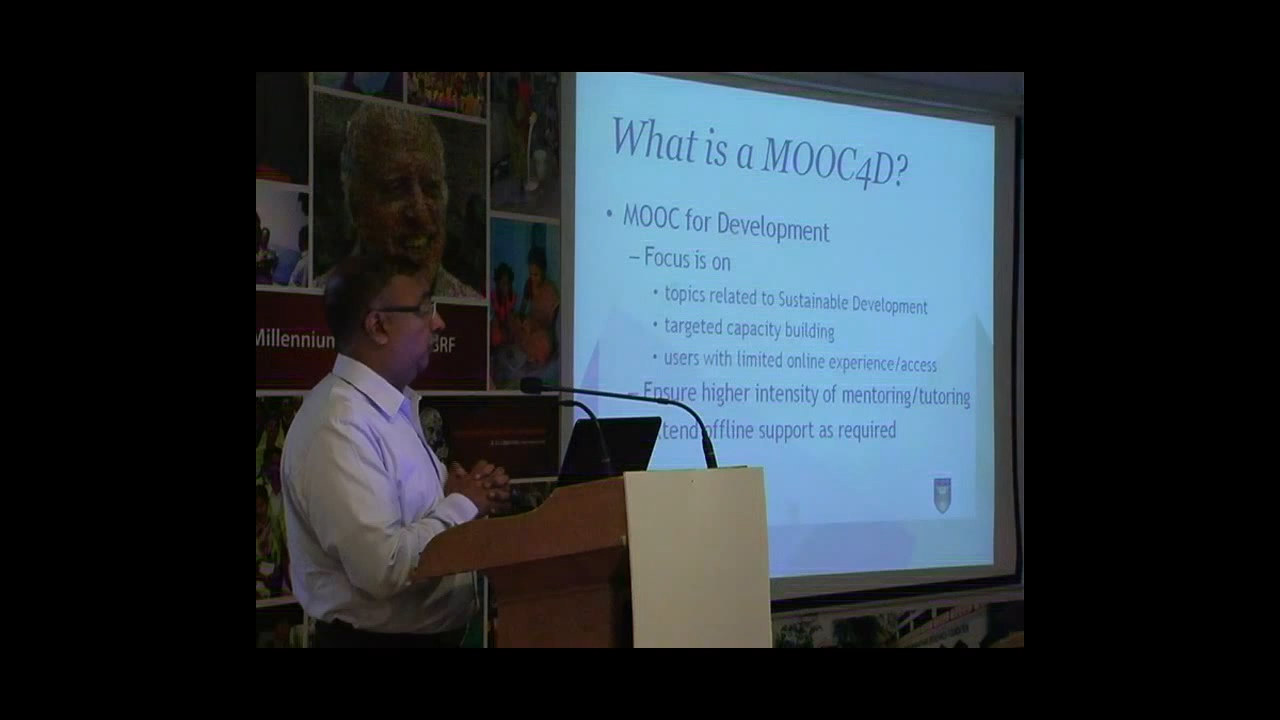 What is a MOOC4D?
• MOOC for Development
– Focus is on
• topics related to Sustainable Development
• targeted capacity building
• users with limited online experience/access
– Ensure higher intensity of mentoring/tutoring
offline support as required
Millennium
SRF